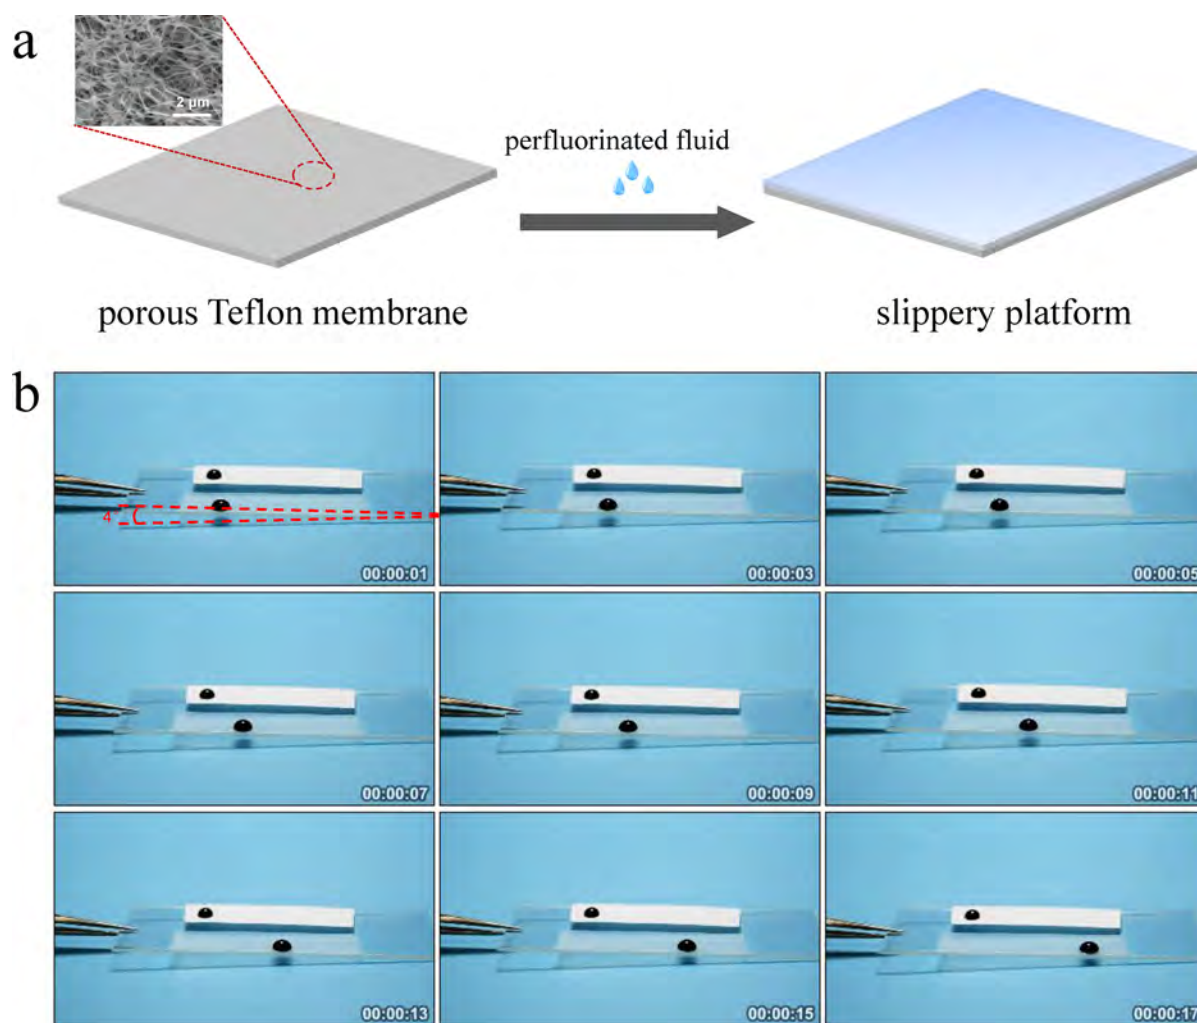 a
2 μm
perfluorinated fluid
porous Teflon membrane
slippery platform
b
4
00:00:01
00:00:03
00:00:05
00:00:07
00:00:09
00:00:11
00:00:13
00:00:15
00:00:17